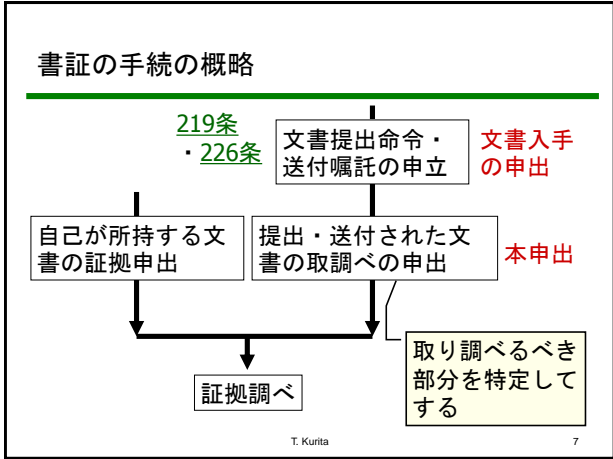 書証の手続の概略
219条
・226条
文書提出命令・
送付嘱託の申立
文書入手
の申出
自己が所持する文
書の証拠申出
提出・送付された文
書の取調べの申出
本申出
取り調べるべき
部分を特定して
する
証拠調べ
T. Kurita
7